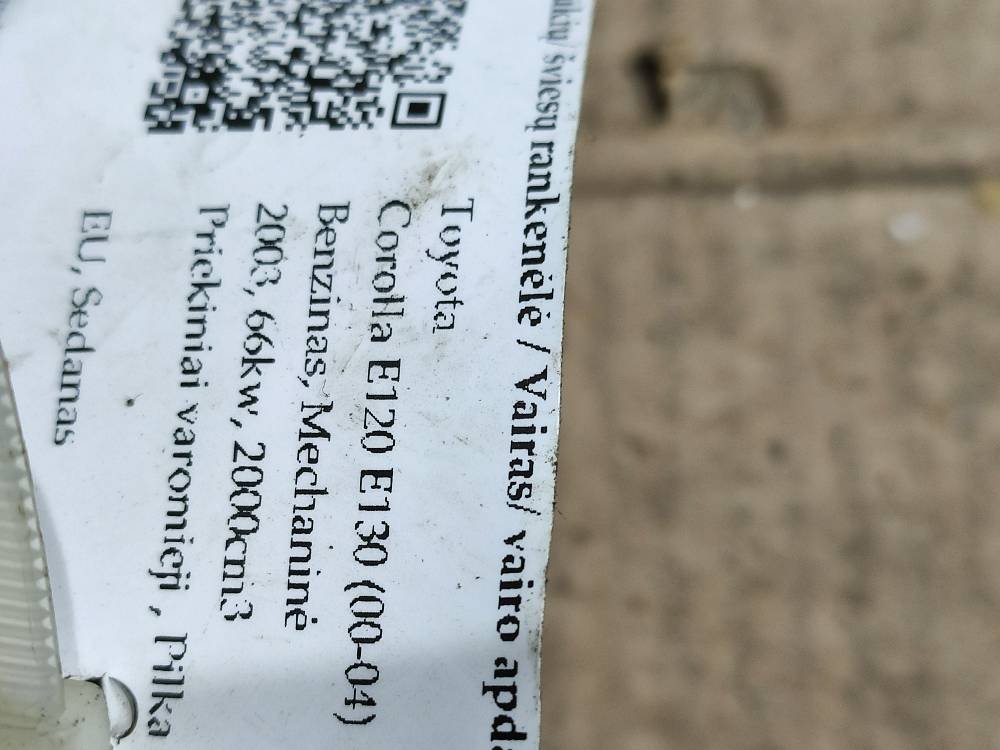 šviesų rankenėlė / Vairas/ vairo
Toyota
Corolla E120 E130 (00-04)
Benzinas, Mechaninė
2003, 66kw, 2000cm3
Priekiniai varomieji , Pilka
EU, Sedanas